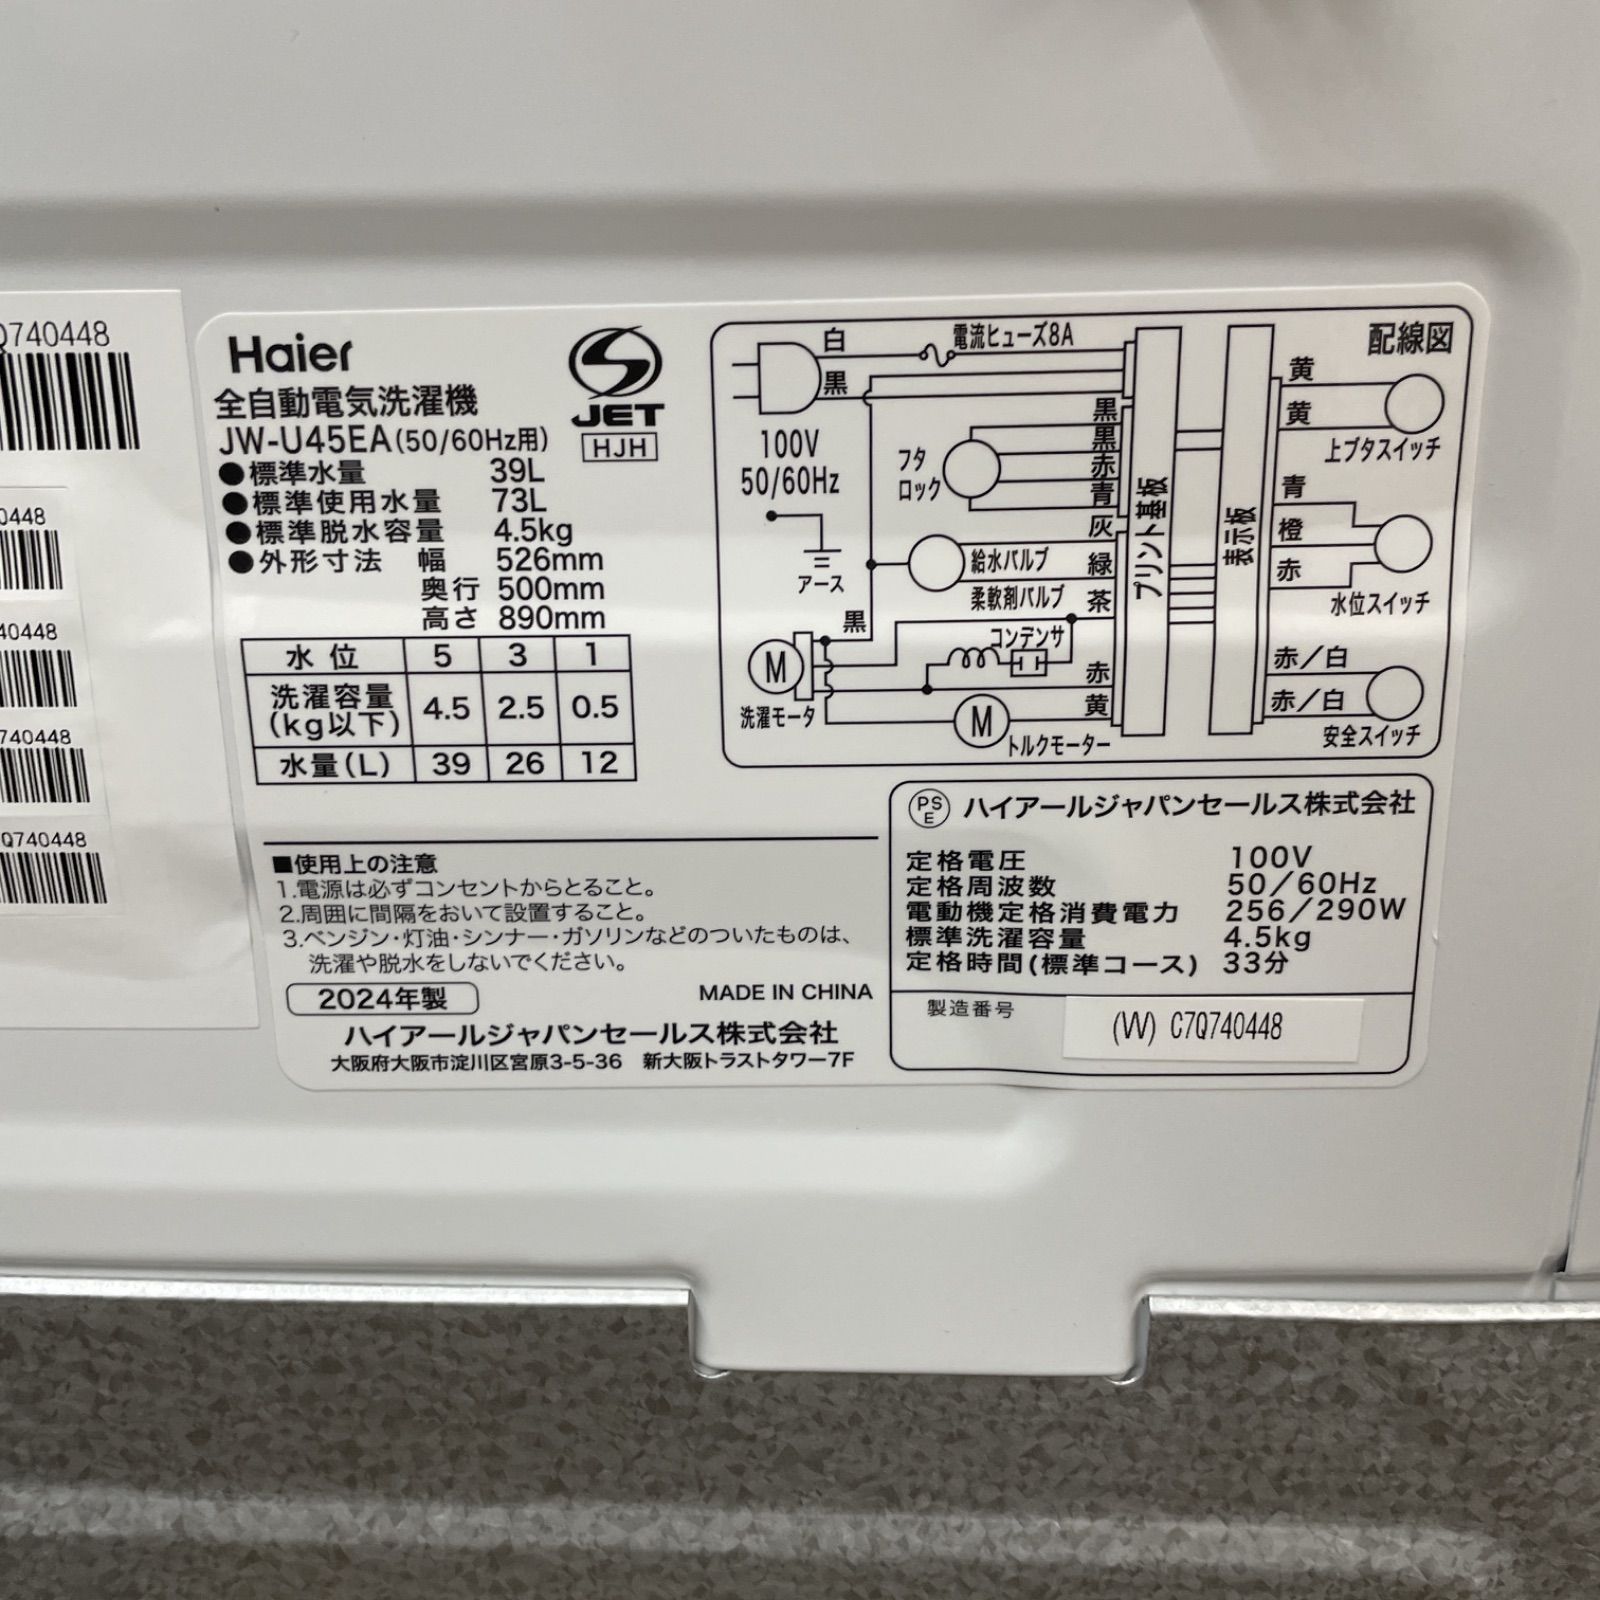 Q740448
0448
40448
740448
Q740448
Haier
JET
HJH
全自動電気洗濯機
JW-U45EA(50/60Hz用)
●標準水量 39L
●標準使用水量 73L
●標準脱水容量 4.5kg
●外形寸法 幅 526mm
奥行 500mm
高さ 890mm
水位 5 3 1
洗濯容量(kg以下) 4.5 2.5 0.5
水量(L) 39 26 12
配線図
白
電流ヒューズ8A
黒
100V
50/60Hz
アース
フタ
ロック
黒
黒
赤
青
灰
給水バルブ
緑
柔軟剤バルブ
茶
黒
コンデンサ
M
洗濯モータ
赤
黄
M
トルクモーター
プリント基板
表示板
黄
黄
上ブタスイッチ
青
橙
赤
水位スイッチ
赤/白
赤/白
安全スイッチ
■使用上の注意
1.電源は必ずコンセントからとること。
2.周囲に間隔をおいて設置すること。
3.ベンジン・灯油・シンナー・ガソリンなどのついたものは、
洗濯や脱水をしないでください。
2024年製
MADE IN CHINA
ハイアールジャパンセールス株式会社
大阪府大阪市淀川区宮原3-5-36 新大阪トラストタワー7F
PSE ハイアールジャパンセールス株式会社
定格電圧 100V
定格周波数 50/60Hz
電動機定格消費電力 256/290W
標準洗濯容量 4.5kg
定格時間(標準コース) 33分
製造番号 (W) C7Q740448